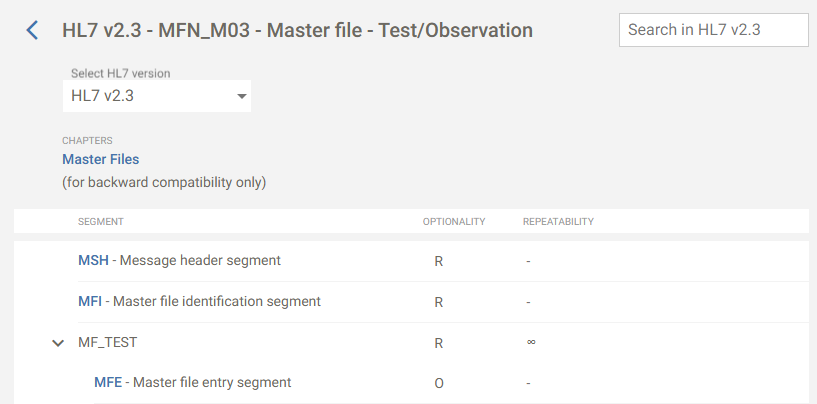 HL7 v2.3 - MFN_M03 - Master file - Test/Observation
Search in HL7 v2.3
Select HL7 version
HL7 v2.3
CHAPTERS
Master Files
(for backward compatibility only)
SEGMENT OPTIONALITY REPEATABILITY
MSH - Message header segment R -
MFI - Master file identification segment R -
MF_TEST R ∞
MFE - Master file entry segment O -